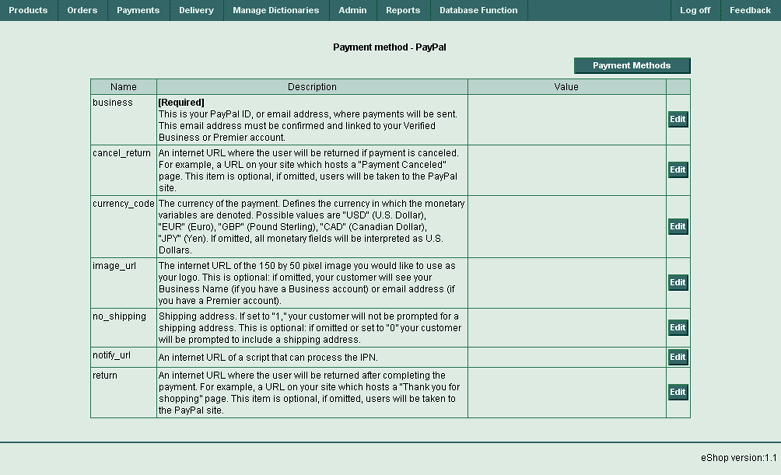 Products Orders Payments Delivery Manage Dictionaries Admin Reports Database Function Log off Feedback
Payment method - PayPal
Payment Methods
Name Description Value
business
[Required]
This is your PayPal ID, or email address, where payments will be sent.
This email address must be confirmed and linked to your Verified
Business or Premier account.
Edit
cancel_return
An internet URL where the user will be returned if payment is canceled.
For example, a URL on your site which hosts a "Payment Canceled"
page. This item is optional, if omitted, users will be taken to the PayPal
site.
Edit
currency_code
The currency of the payment. Defines the currency in which the monetary
variables are denoted. Possible values are "USD" (U.S. Dollar),
"EUR" (Euro), "GBP" (Pound Sterling), "CAD" (Canadian Dollar),
"JPY" (Yen). If omitted, all monetary fields will be interpreted as U.S.
Dollars.
Edit
image_url
The internet URL of the 150 by 50 pixel image you would like to use as
your logo. This is optional: if omitted, your customer will see your
Business Name (if you have a Business account) or email address (if
you have a Premier account).
Edit
no_shipping
Shipping address. If set to "1," your customer will not be prompted for a
shipping address. This is optional: if omitted or set to "0" your customer
will be prompted to include a shipping address.
Edit
notify_url
An internet URL of a script that can process the IPN.
Edit
return
An internet URL where the user will be returned after completing the
payment. For example, a URL on your site which hosts a "Thank you for
shopping" page. This item is optional, if omitted, users will be taken to
the PayPal site.
Edit
eShop version:1.1